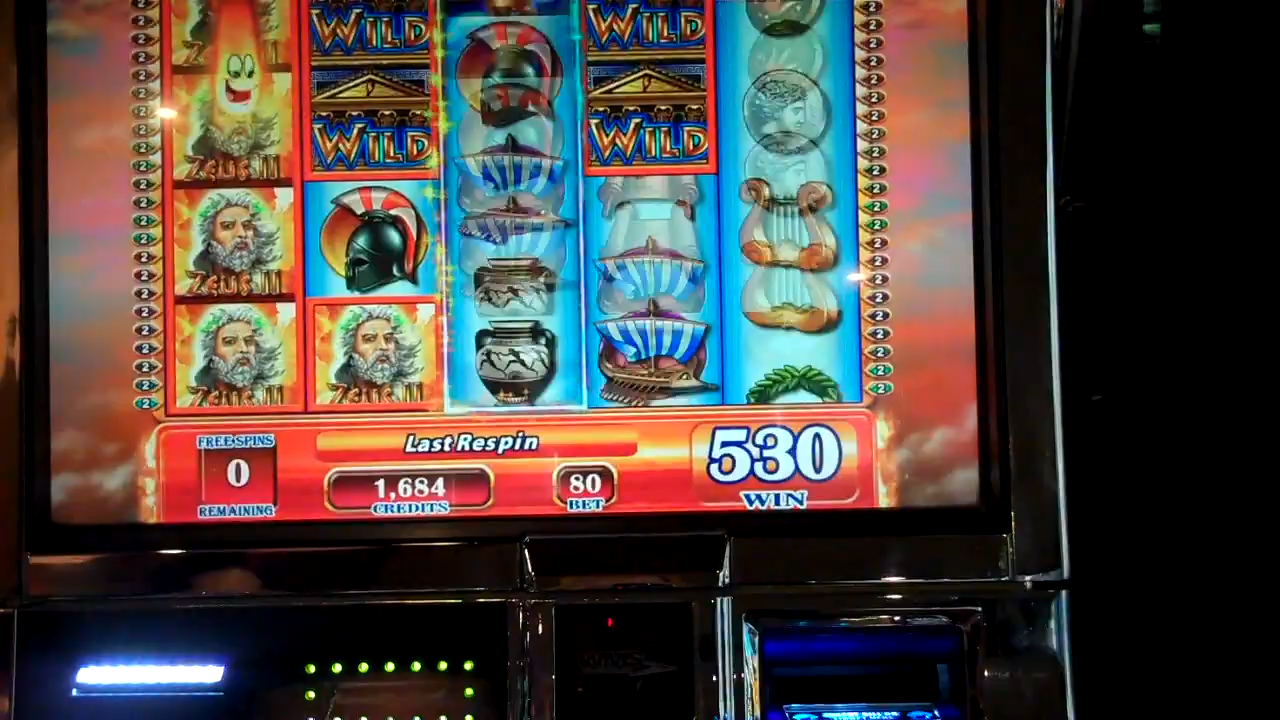 WILD
WILD
WILD
WILD
ZEUS II
ZEUS II
ZEUS II
ZEUS II
FREE SPINS
0
REMAINING
Last Respin
1,684
CREDITS
80
BET
530
WIN